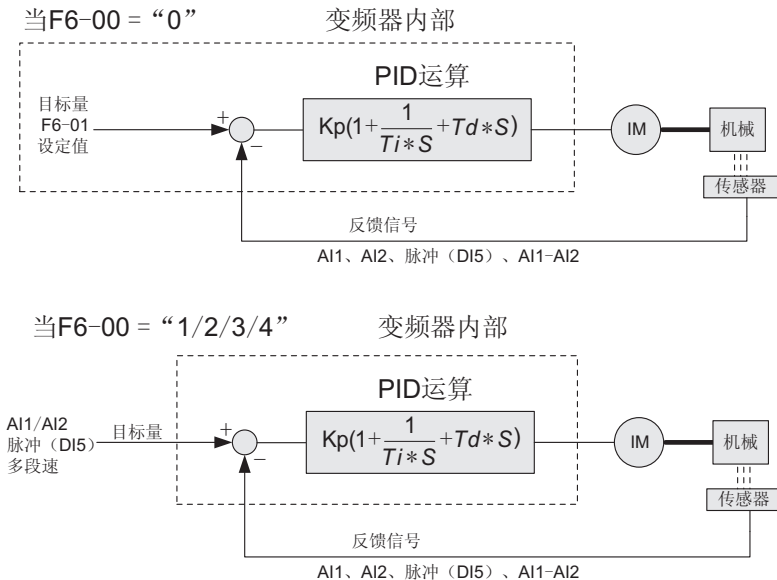 当F6-00 = “0”
变频器内部
PID运算
目标量
F6-01
设定值
+
−
Kp(1+1/Ti*S+Td*S)
IM
机械
传感器
反馈信号
AI1、AI2、脉冲（DI5）、AI1-AI2
当F6-00 = “1/2/3/4”
变频器内部
PID运算
AI1/AI2
脉冲（DI5）
多段速
目标量
+
−
Kp(1+1/Ti*S+Td*S)
IM
机械
传感器
反馈信号
AI1、AI2、脉冲（DI5）、AI1-AI2